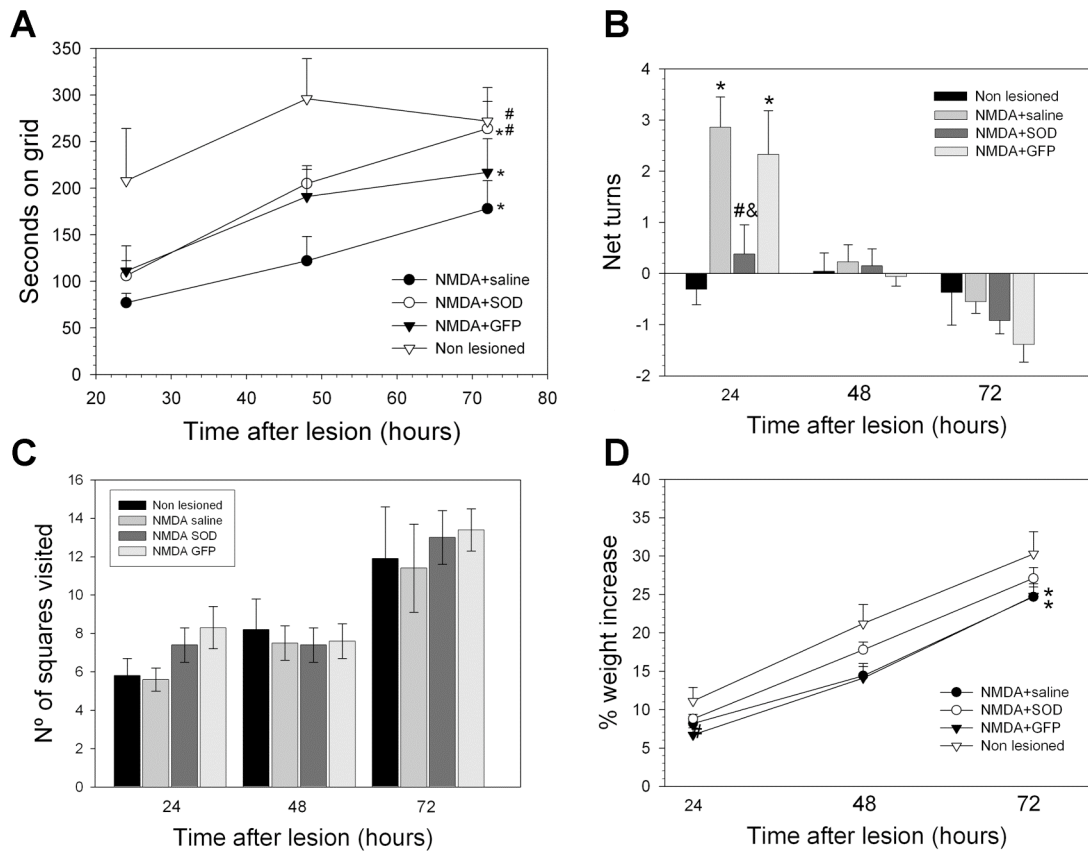 A
350
300
250
200
150
100
50
0
Seconds on grid
#
*#
*
*
NMDA+saline
NMDA+SOD
NMDA+GFP
Non lesioned
20 30 40 50 60 70 80
Time after lesion (hours)
B
4
3
2
1
0
-1
-2
Net turns
* *
#&
Non lesioned
NMDA+saline
NMDA+SOD
NMDA+GFP
24 48 72
Time after lesion (hours)
C
16
14
12
10
8
6
4
2
0
Nº of squares visited
Non lesioned
NMDA saline
NMDA SOD
NMDA GFP
24 48 72
Time after lesion (hours)
D
40
35
30
25
20
15
10
5
0
% weight increase
*
*
#
NMDA+saline
NMDA+SOD
NMDA+GFP
Non lesioned
24 48 72
Time after lesion (hours)